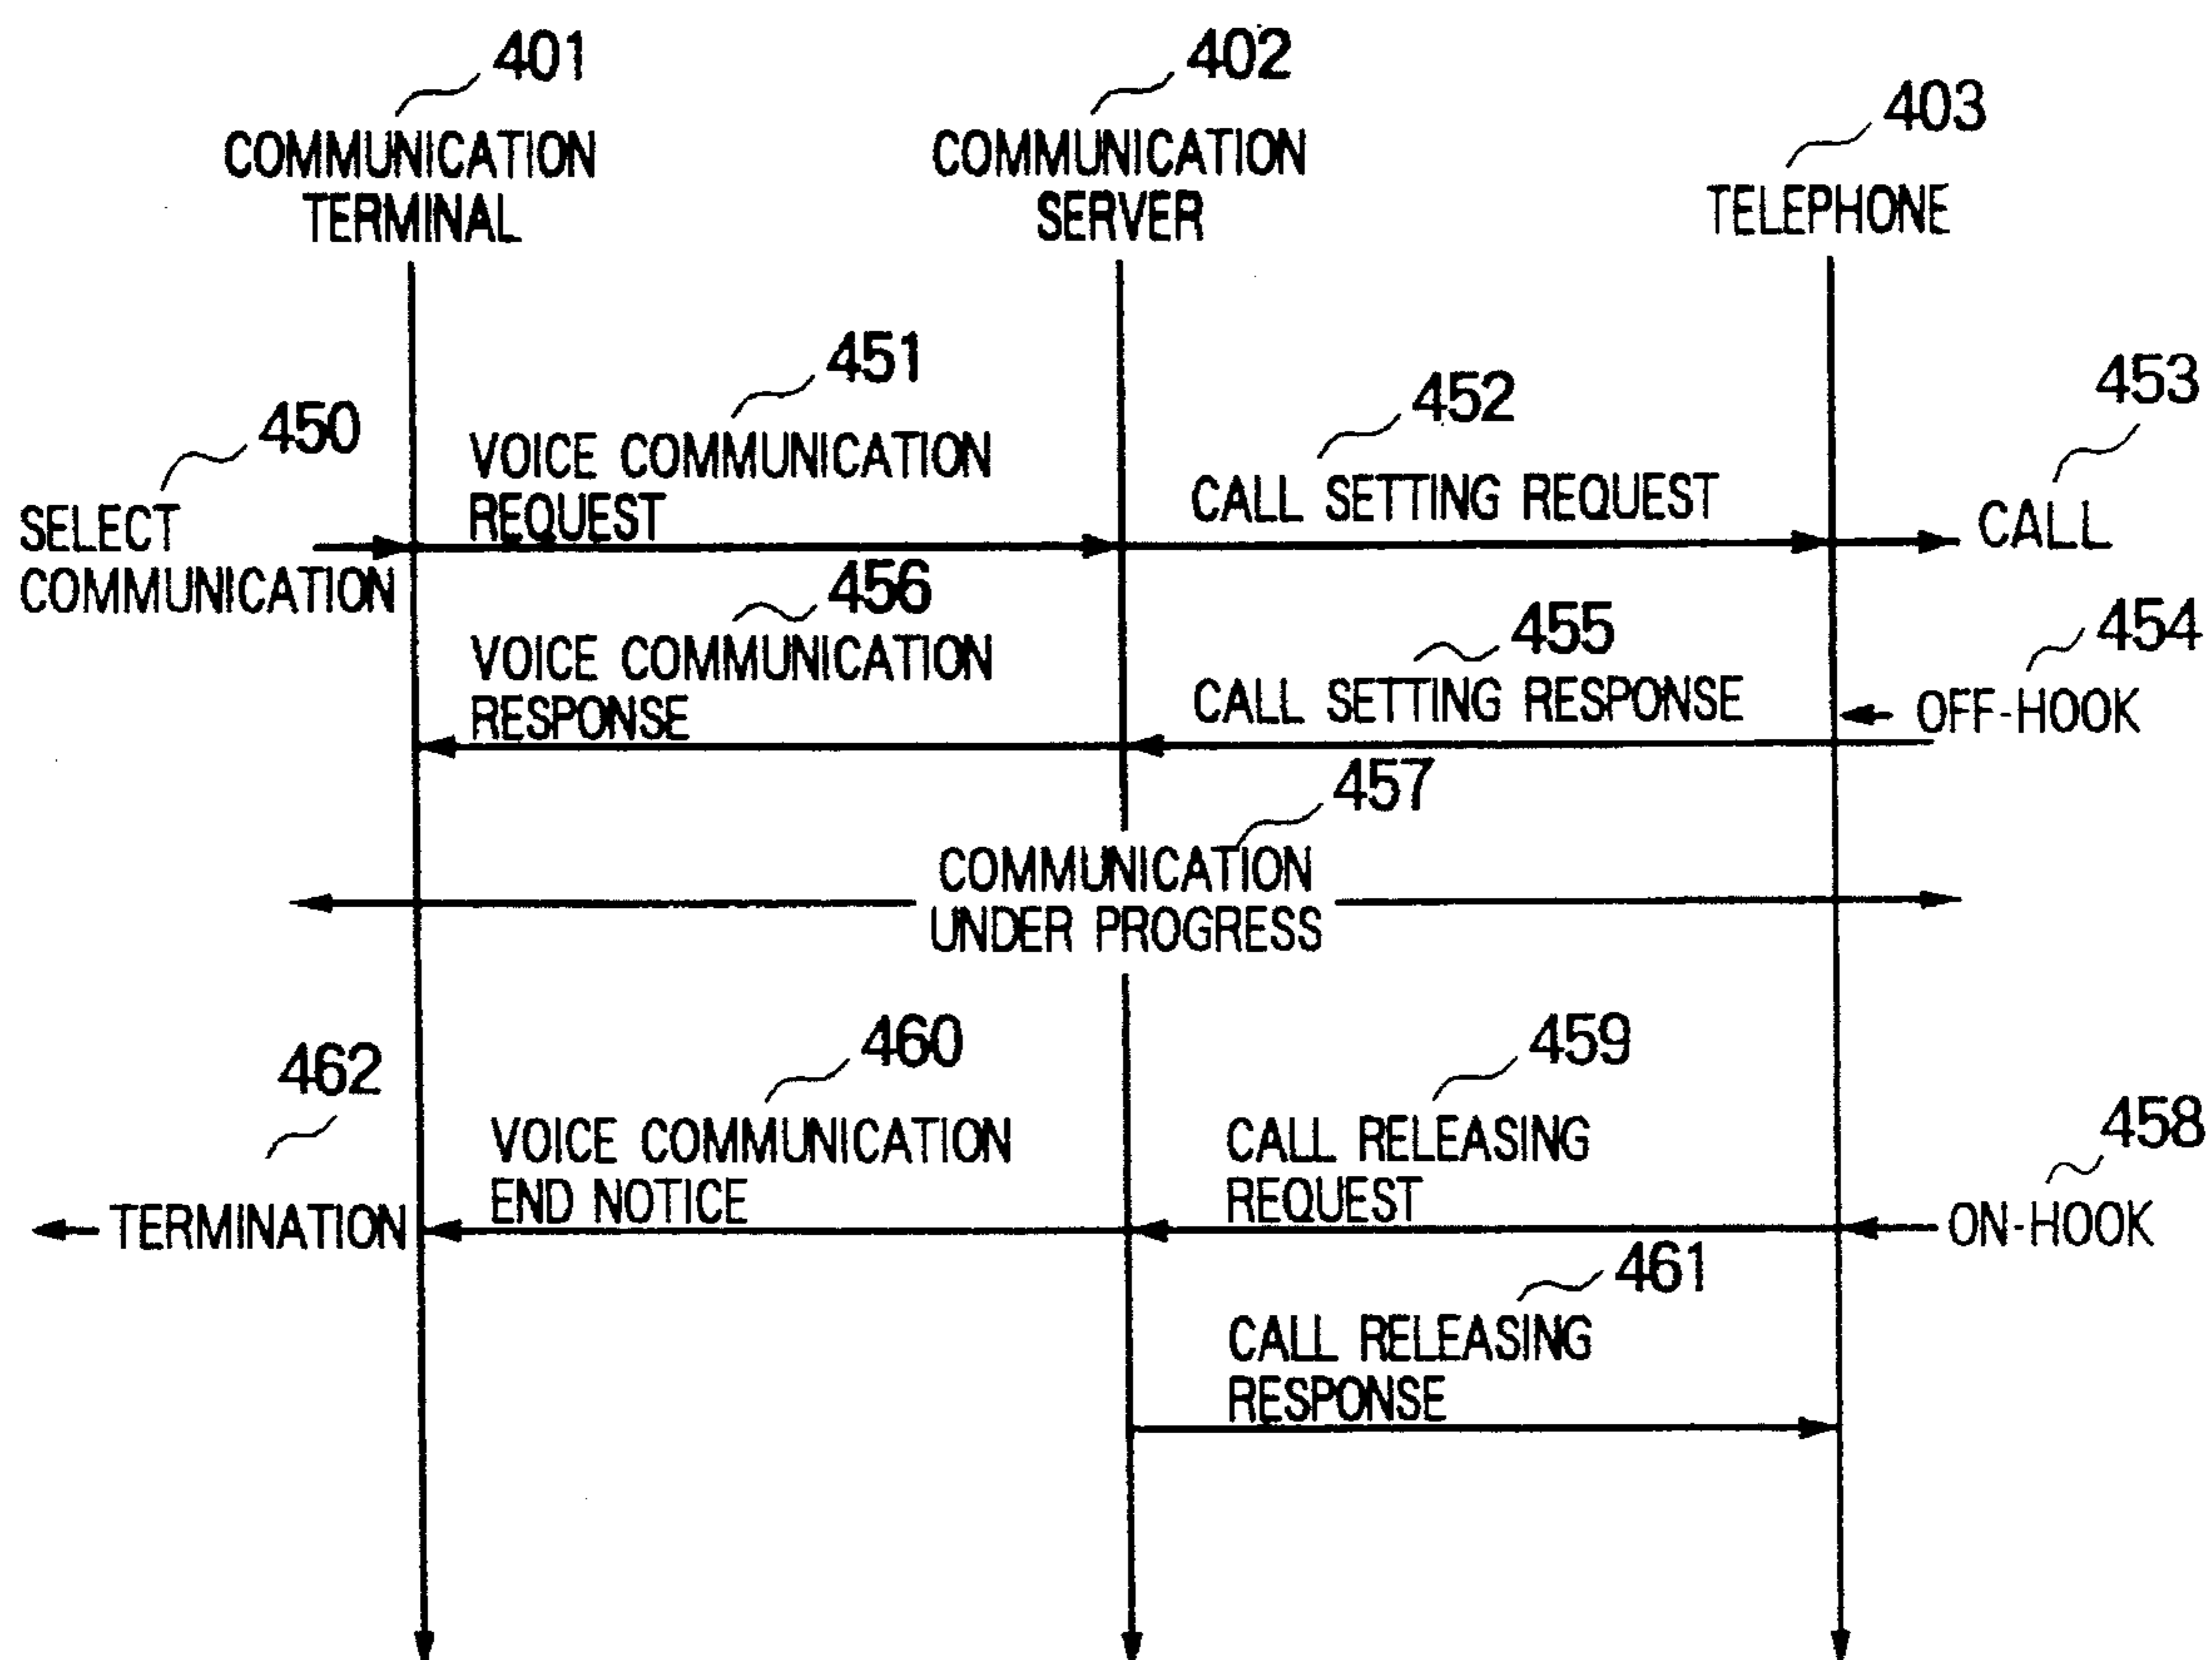 401
402
403
COMMUNICATION
TERMINAL
COMMUNICATION
SERVER
TELEPHONE
450
451
452
453
SELECT
COMMUNICATION
VOICE COMMUNICATION
REQUEST
CALL SETTING REQUEST
CALL
456
455
454
VOICE COMMUNICATION
RESPONSE
CALL SETTING RESPONSE
OFF-HOOK
457
COMMUNICATION
UNDER PROGRESS
462
460
459
458
TERMINATION
VOICE COMMUNICATION
END NOTICE
CALL RELEASING
REQUEST
ON-HOOK
461
CALL RELEASING
RESPONSE